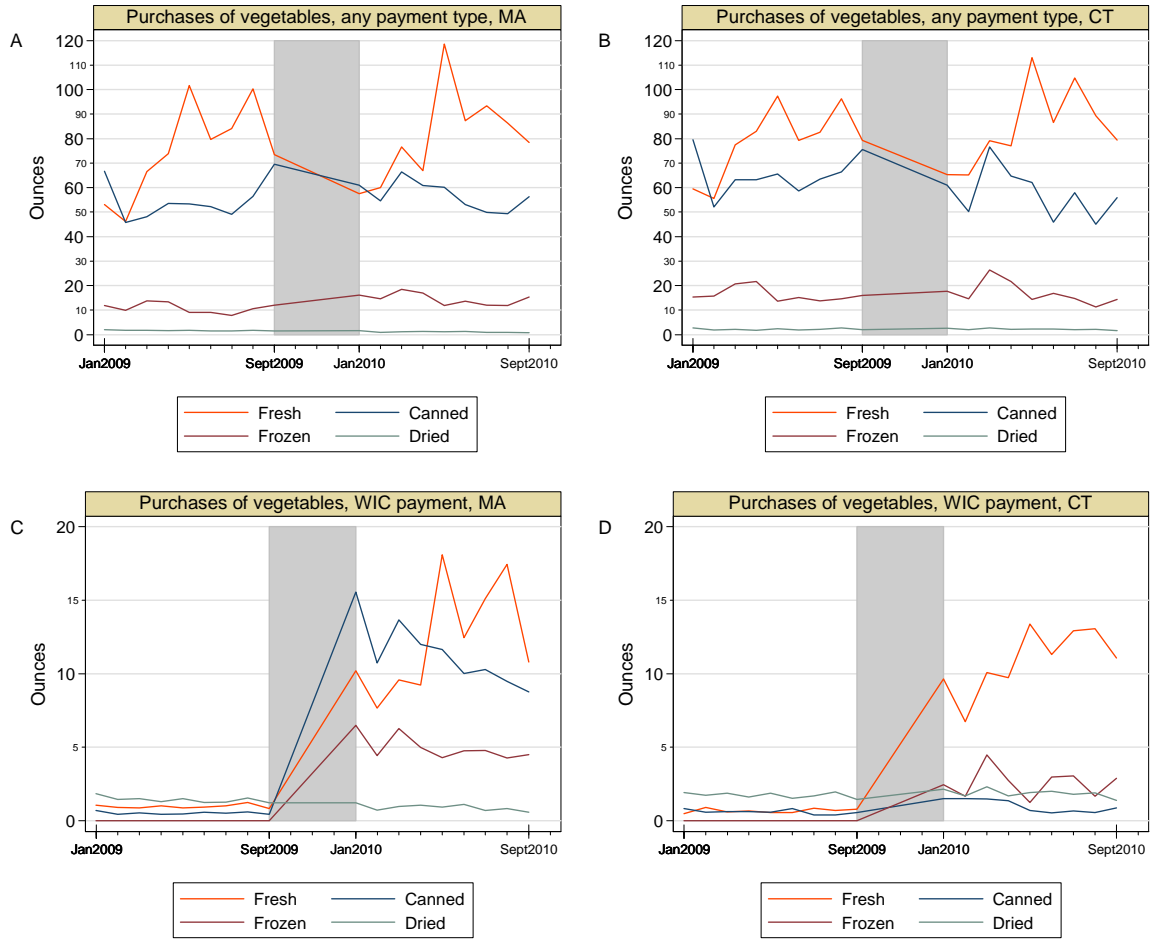 Purchases of vegetables, any payment type, MA
A
120
110
100
90
80
70
60
50
40
30
20
10
0
Ounces
Jan2009 Sept2009 Jan2010 Sept2010
Fresh Canned
Frozen Dried
Purchases of vegetables, any payment type, CT
B
120
110
100
90
80
70
60
50
40
30
20
10
0
Ounces
Jan2009 Sept2009 Jan2010 Sept2010
Fresh Canned
Frozen Dried
Purchases of vegetables, WIC payment, MA
C
20
15
10
5
0
Ounces
Jan2009 Sept2009 Jan2010 Sept2010
Fresh Canned
Frozen Dried
Purchases of vegetables, WIC payment, CT
D
20
15
10
5
0
Ounces
Jan2009 Sept2009 Jan2010 Sept2010
Fresh Canned
Frozen Dried